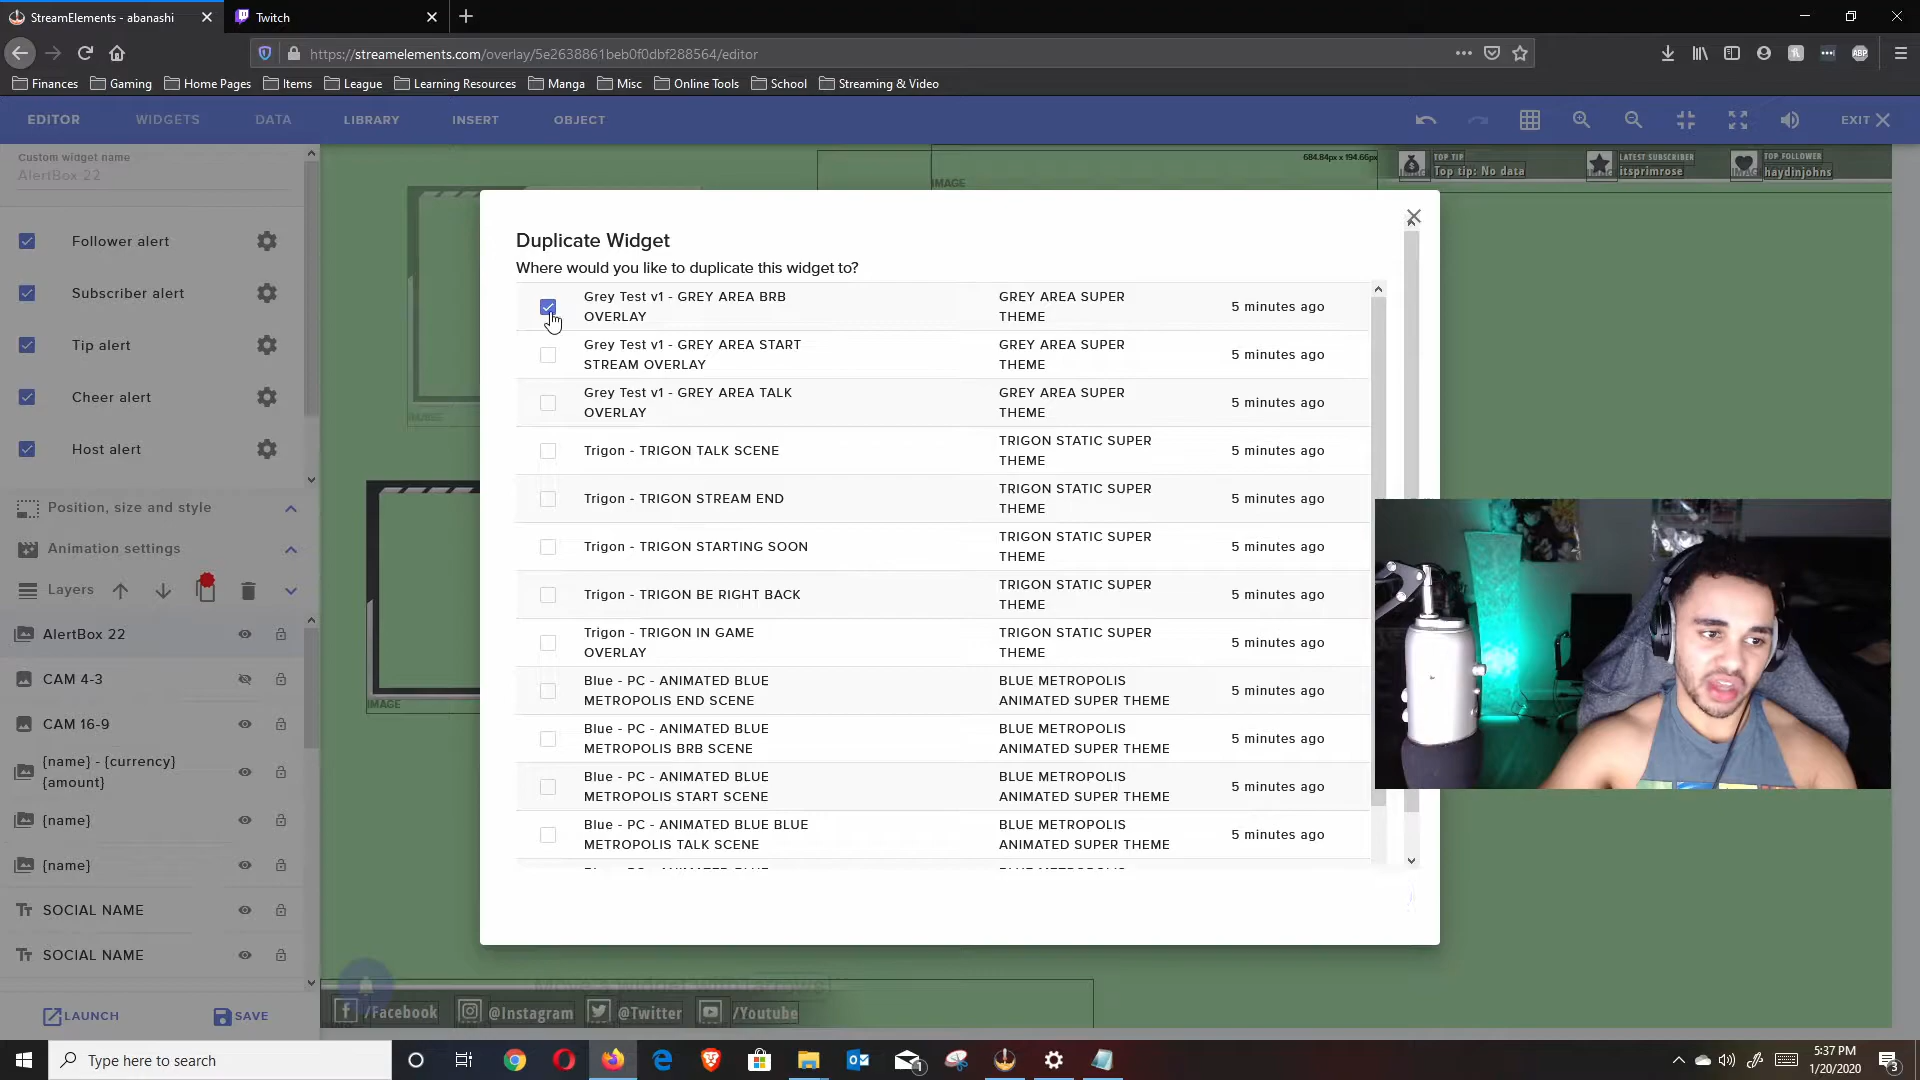 StreamElements - abanashi
Twitch
https://streamelements.com/overlay/5e2638861beb0f0dbf288564/editor
Finances Gaming Home Pages Items League Learning Resources Manga Misc Online Tools School Streaming & Video
EDITOR WIDGETS DATA LIBRARY INSERT OBJECT EXIT
Custom widget name
AlertBox 22
Follower alert
Subscriber alert
Tip alert
Cheer alert
Host alert
Position, size and style
Animation settings
Layers
AlertBox 22
CAM 4-3
CAM 16-9
{name} - {currency}
{amount}
{name}
{name}
SOCIAL NAME
SOCIAL NAME
LAUNCH SAVE
684.84px x 194.66px
IMAGE
TOP TIP
Top tip: No data
LATEST SUBSCRIBER
itsprimrose
TOP FOLLOWER
haydinjohns
Duplicate Widget
Where would you like to duplicate this widget to?
Grey Test v1 - GREY AREA BRB
OVERLAY
GREY AREA SUPER
THEME
5 minutes ago
Grey Test v1 - GREY AREA START
STREAM OVERLAY
GREY AREA SUPER
THEME
5 minutes ago
Grey Test v1 - GREY AREA TALK
OVERLAY
GREY AREA SUPER
THEME
5 minutes ago
Trigon - TRIGON TALK SCENE
TRIGON STATIC SUPER
THEME
5 minutes ago
Trigon - TRIGON STREAM END
TRIGON STATIC SUPER
THEME
5 minutes ago
Trigon - TRIGON STARTING SOON
TRIGON STATIC SUPER
THEME
5 minutes ago
Trigon - TRIGON BE RIGHT BACK
TRIGON STATIC SUPER
THEME
5 minutes ago
Trigon - TRIGON IN GAME
OVERLAY
TRIGON STATIC SUPER
THEME
5 minutes ago
Blue - PC - ANIMATED BLUE
METROPOLIS END SCENE
BLUE METROPOLIS
ANIMATED SUPER THEME
5 minutes ago
Blue - PC - ANIMATED BLUE
METROPOLIS BRB SCENE
BLUE METROPOLIS
ANIMATED SUPER THEME
5 minutes ago
Blue - PC - ANIMATED BLUE
METROPOLIS START SCENE
BLUE METROPOLIS
ANIMATED SUPER THEME
5 minutes ago
Blue - PC - ANIMATED BLUE BLUE
METROPOLIS TALK SCENE
BLUE METROPOLIS
ANIMATED SUPER THEME
5 minutes ago
IMAGE
/Facebook @Instagram @Twitter /Youtube
Type here to search
5:37 PM
1/20/2020